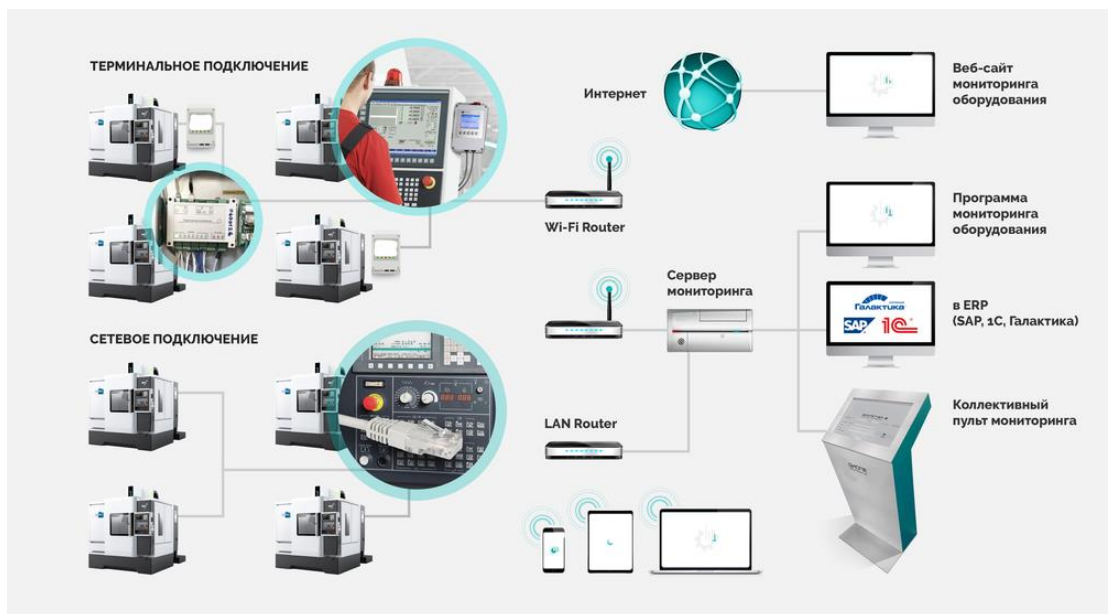 ТЕРМИНАЛЬНОЕ ПОДКЛЮЧЕНИЕ
Интернет
Веб-сайт
мониторинга
оборудования
Wi-Fi Router
Программа
мониторинга
оборудования
Сервер
мониторинга
Галактика
SAP
1С
в ERP
(SAP, 1С, Галактика)
СЕТЕВОЕ ПОДКЛЮЧЕНИЕ
LAN Router
Коллективный
пульт мониторинга